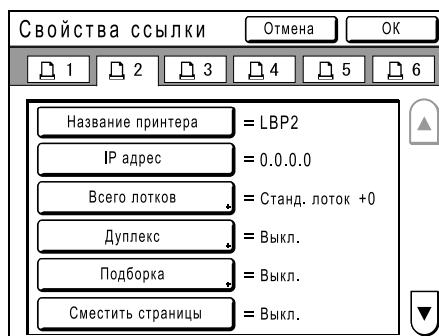 Свойства ссылки Отмена ОК
1 2 3 4 5 6
Название принтера = LBP2
IP адрес = 0.0.0.0
Всего лотков = Станд. лоток +0
Дуплекс = Выкл.
Подборка = Выкл.
Сместить страницы = Выкл.